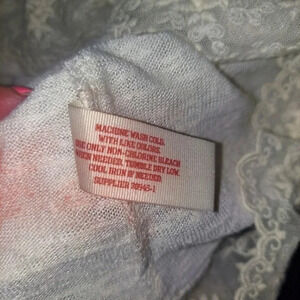 MACHINE WASH COLD.
WITH LIKE COLORS.
USE ONLY NON-CHLORINE BLEACH
WHEN NEEDED. TUMBLE DRY LOW.
COOL IRON IF NEEDED.